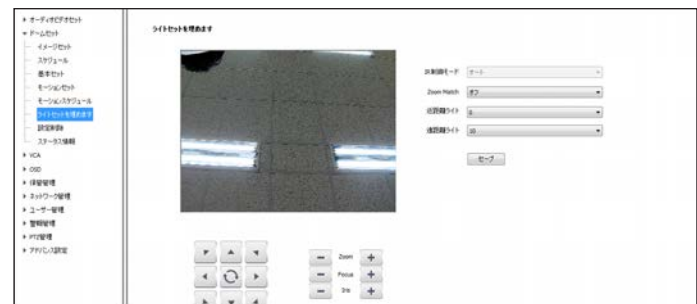 オーディオビデオセット
ドームセット
イメージセット
スケジュール
基本セット
モーションセット
モーションスケジュール
ライトセットを埋めます
設定制御
ステータス情報
VCA
OSD
保管管理
ネットワーク管理
ユーザー管理
警報管理
PTZ管理
アドバンス設定
ライトセットを埋めます
IR制御モード オート
Zoom Match オフ
近距離ライト 0
遠距離ライト 10
セーブ
Zoom
Focus
Iris